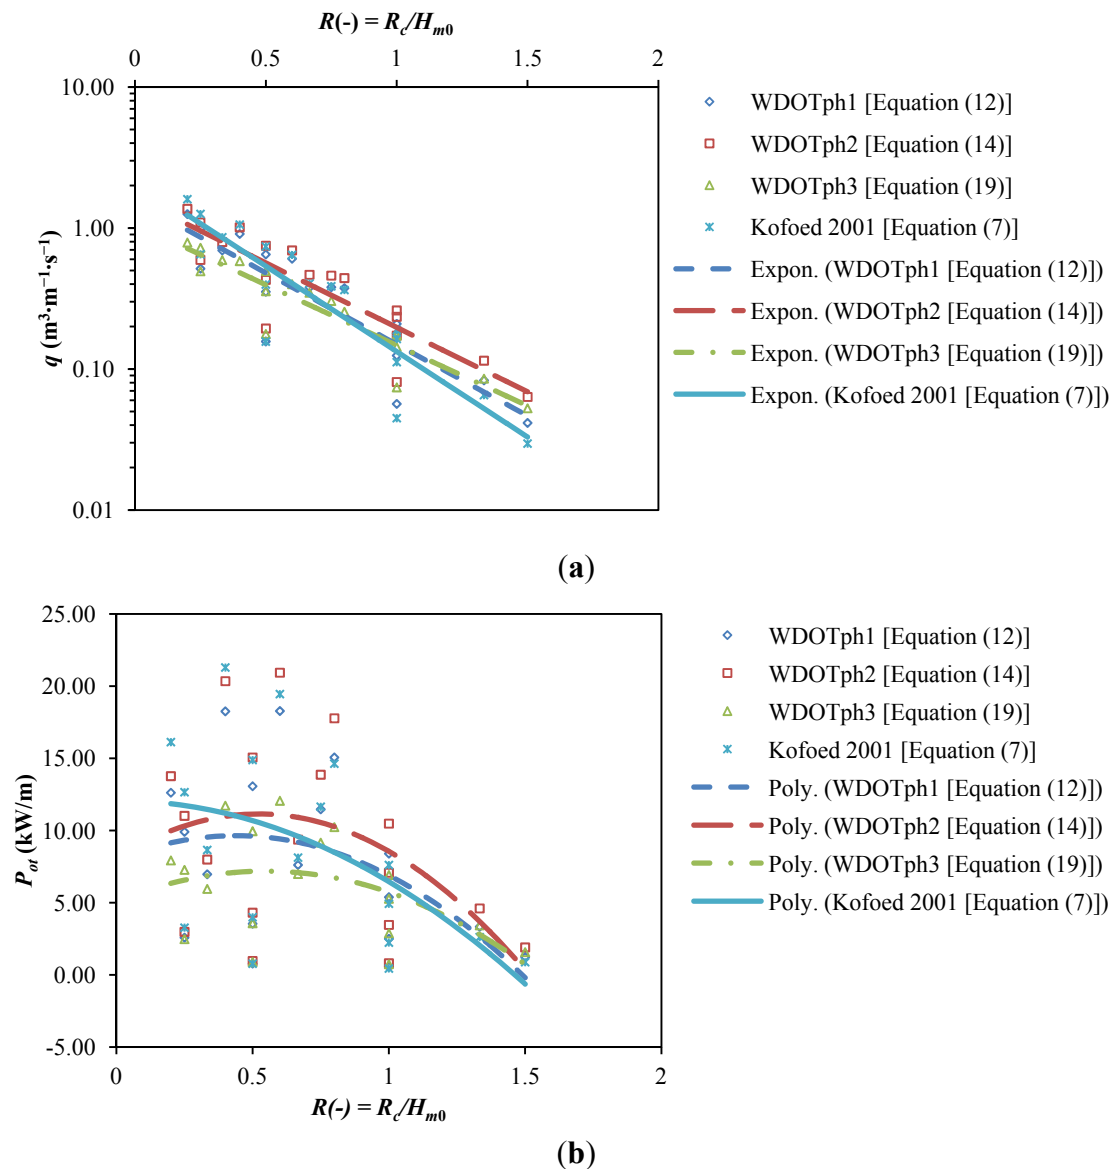 R(-) = Rc/Hm0
0 0.5 1 1.5 2
10.00
1.00
0.10
0.01
q (m³·m⁻¹·s⁻¹)
WDOTph1 [Equation (12)]
WDOTph2 [Equation (14)]
WDOTph3 [Equation (19)]
Kofoed 2001 [Equation (7)]
Expon. (WDOTph1 [Equation (12)])
Expon. (WDOTph2 [Equation (14)])
Expon. (WDOTph3 [Equation (19)])
Expon. (Kofoed 2001 [Equation (7)])
(a)
25.00
20.00
15.00
10.00
5.00
0.00
-5.00
Pot (kW/m)
WDOTph1 [Equation (12)]
WDOTph2 [Equation (14)]
WDOTph3 [Equation (19)]
Kofoed 2001 [Equation (7)]
Poly. (WDOTph1 [Equation (12)])
Poly. (WDOTph2 [Equation (14)])
Poly. (WDOTph3 [Equation (19)])
Poly. (Kofoed 2001 [Equation (7)])
0 0.5 1 1.5 2
R(-) = Rc/Hm0
(b)